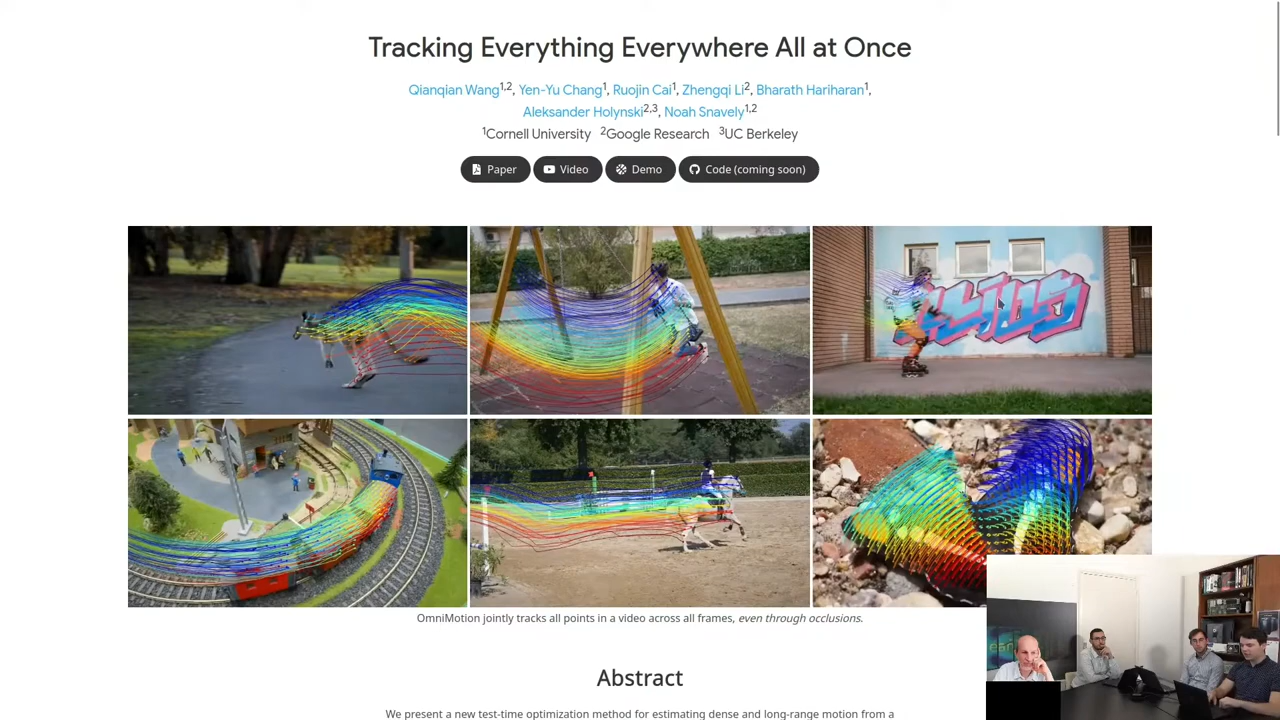 Tracking Everything Everywhere All at Once
Qianqian Wang1,2, Yen-Yu Chang1, Ruojin Cai1, Zhengqi Li2, Bharath Hariharan1,
Aleksander Holynski2,3, Noah Snavely1,2
1Cornell University 2Google Research 3UC Berkeley
Paper Video Demo Code (coming soon)
OmniMotion jointly tracks all points in a video across all frames, even through occlusions.
Abstract
We present a new test-time optimization method for estimating dense and long-range motion from a